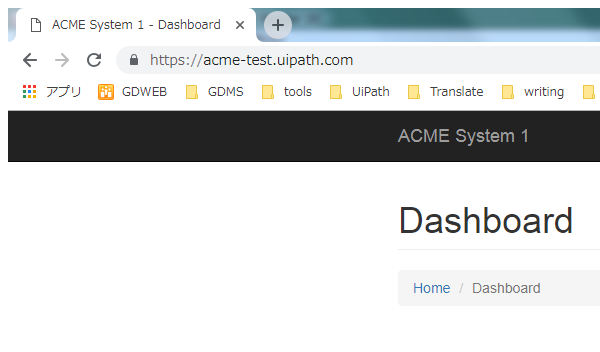 ACME System 1 - Dashboard
https://acme-test.uipath.com
アプリ GDWEB GDMS tools UiPath Translate writing
ACME System 1
Dashboard
Home / Dashboard